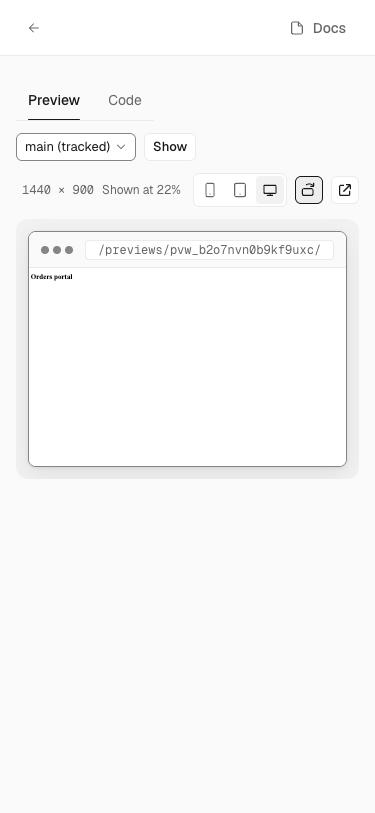 Docs
Preview Code
main (tracked) Show
1440 × 900 Shown at 22%
/previews/pvw_b2o7nvn0b9kf9uxc/
Orders portal